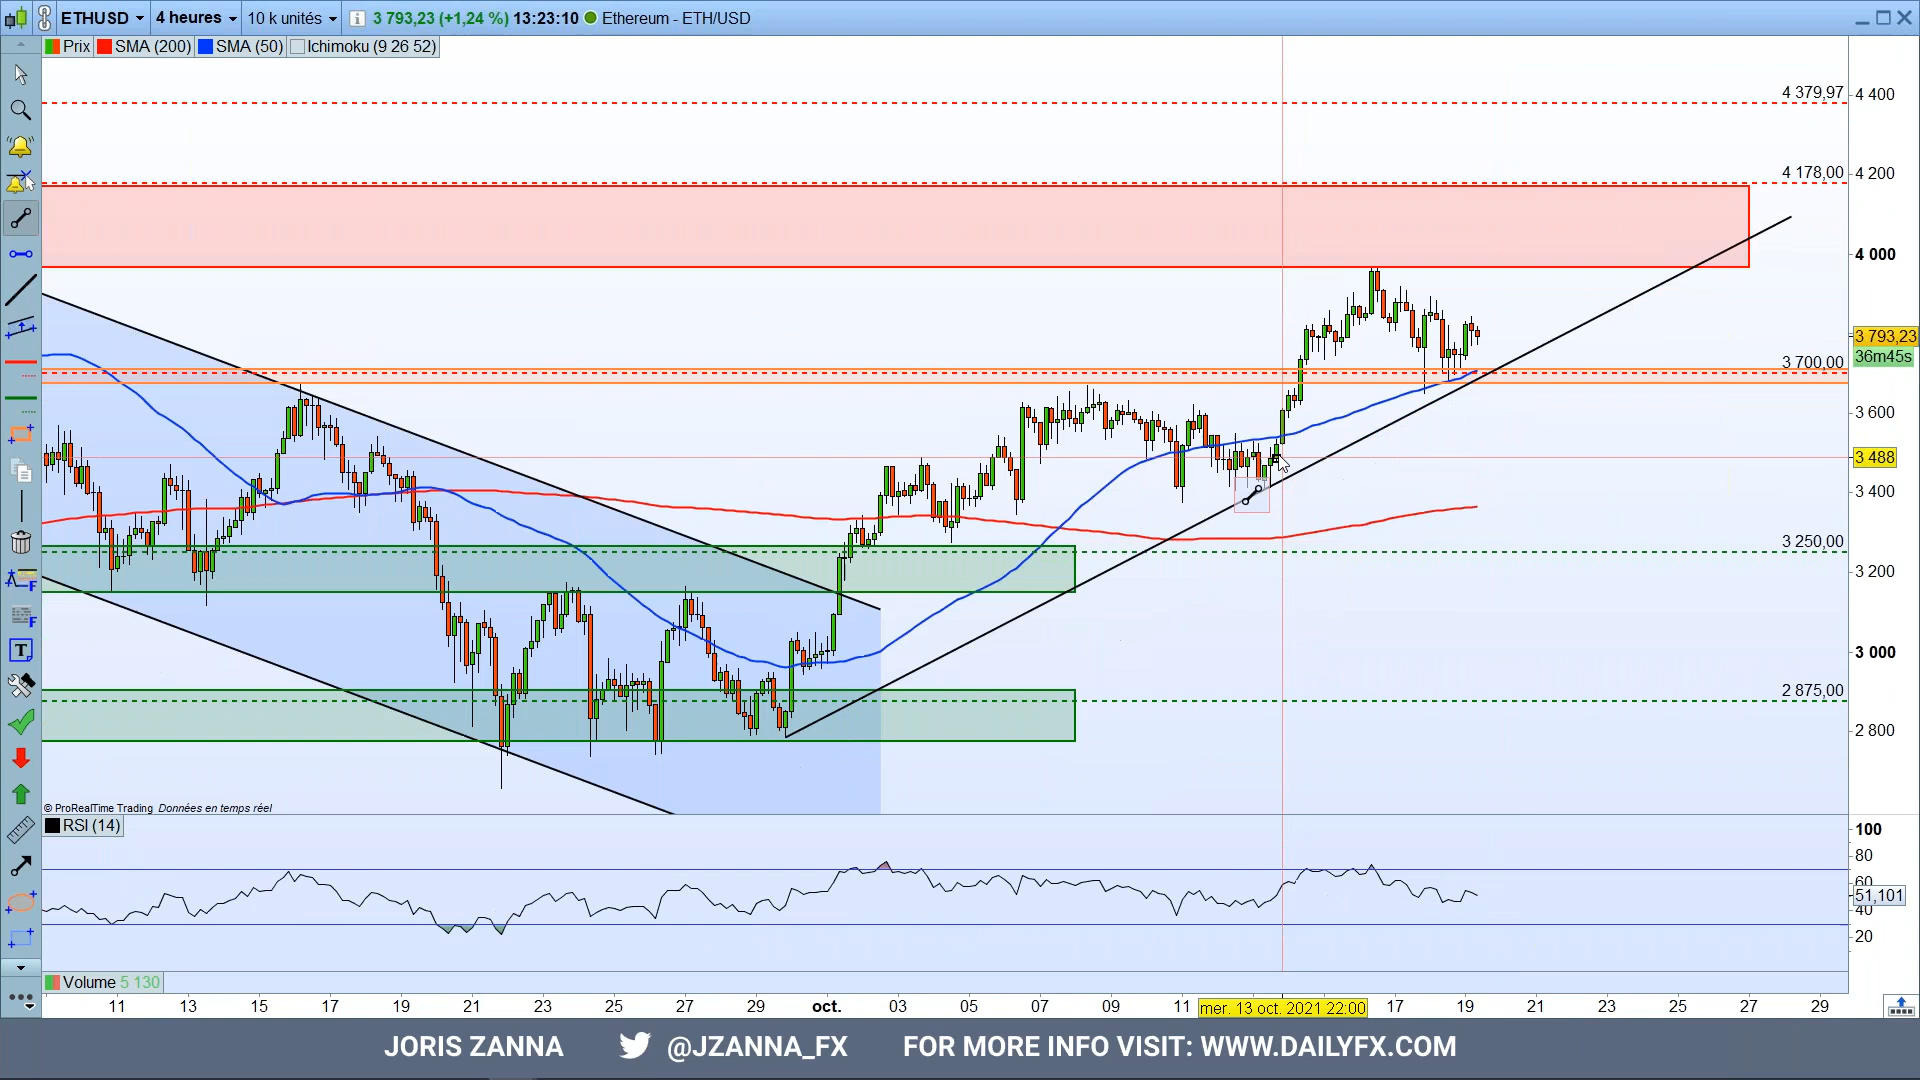 ETHUSD 4 heures 10 k unités 3 793,23 (+1,24 %) 13:23:10 Ethereum - ETH/USD
Prix SMA (200) SMA (50) Ichimoku (9 26 52)
4 379,97
4 400
4 178,00
4 200
4 000
3 793,23
36m45s
3 700,00
3 600
3 488
3 400
3 250,00
3 200
3 000
2 875,00
2 800
F
F
T
© ProRealTime Trading Données en temps réel
RSI (14)
100
80
60
51,101
40
20
Volume 5 130
11 13 15 17 19 21 23 25 27 29 oct. 03 05 07 09 11 mer. 13 oct. 2021 22:00 17 19 21 23 25 27 29
JORIS ZANNA @JZANNA_FX FOR MORE INFO VISIT: WWW.DAILYFX.COM